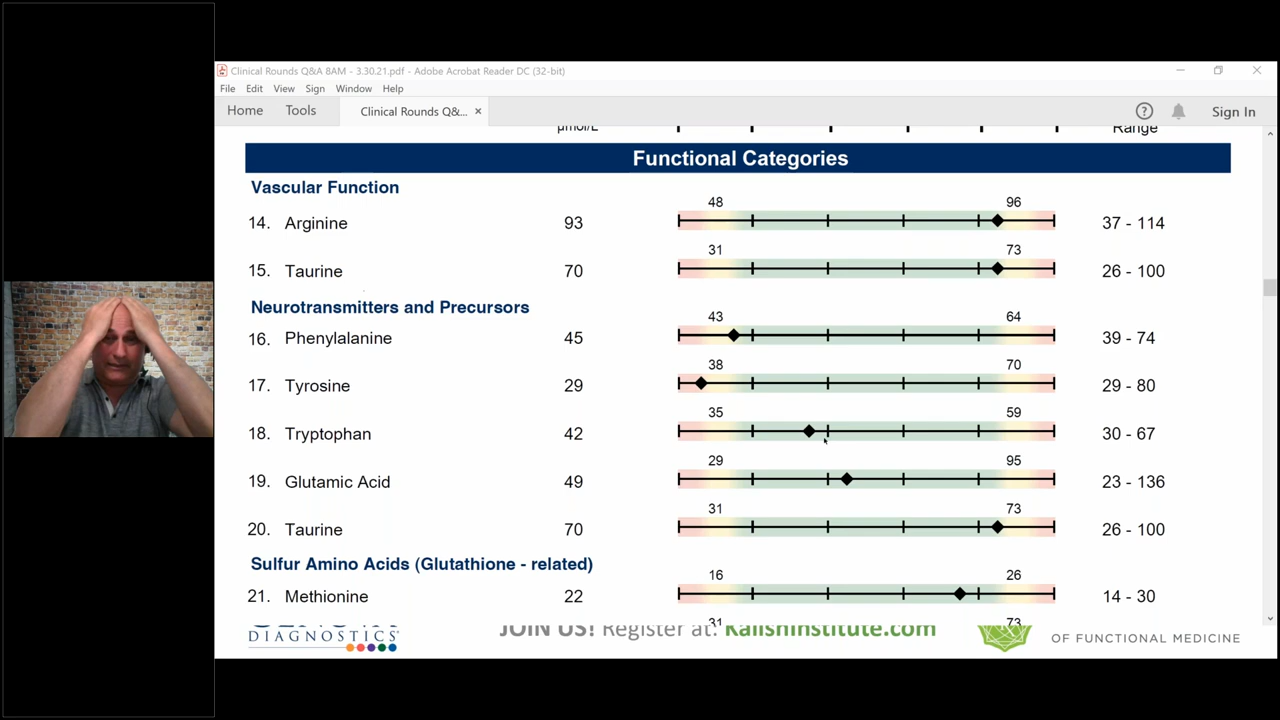 Clinical Rounds Q&A 8AM - 3.30.21.pdf - Adobe Acrobat Reader DC (32-bit)
File Edit View Sign Window Help
Home Tools Clinical Rounds Q&... × Sign In
µmol/L Range
Functional Categories
Vascular Function
48 96
14. Arginine 93 37 - 114
31 73
15. Taurine 70 26 - 100
Neurotransmitters and Precursors
43 64
16. Phenylalanine 45 39 - 74
38 70
17. Tyrosine 29 29 - 80
35 59
18. Tryptophan 42 30 - 67
29 95
19. Glutamic Acid 49 23 - 136
31 73
20. Taurine 70 26 - 100
Sulfur Amino Acids (Glutathione - related)
16 26
21. Methionine 22 14 - 30
31 73
JOIN US! Register at: KalishInstitute.com
DIAGNOSTICS OF FUNCTIONAL MEDICINE